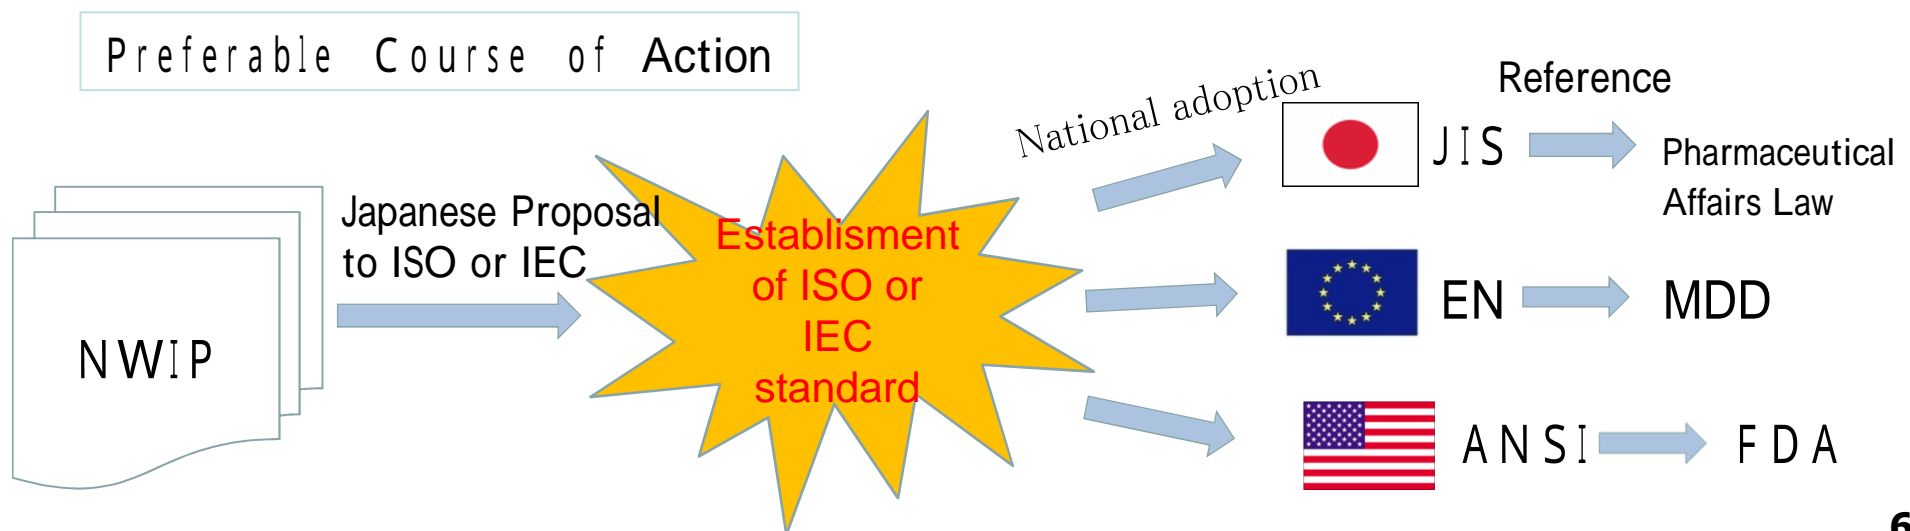 Preferable Course of Action
NWIP
Japanese Proposal
to ISO or IEC
Establisment
of ISO or
IEC
standard
National adoption
Reference
JIS
Pharmaceutical
Affairs Law
EN
MDD
ANSI
FDA
6